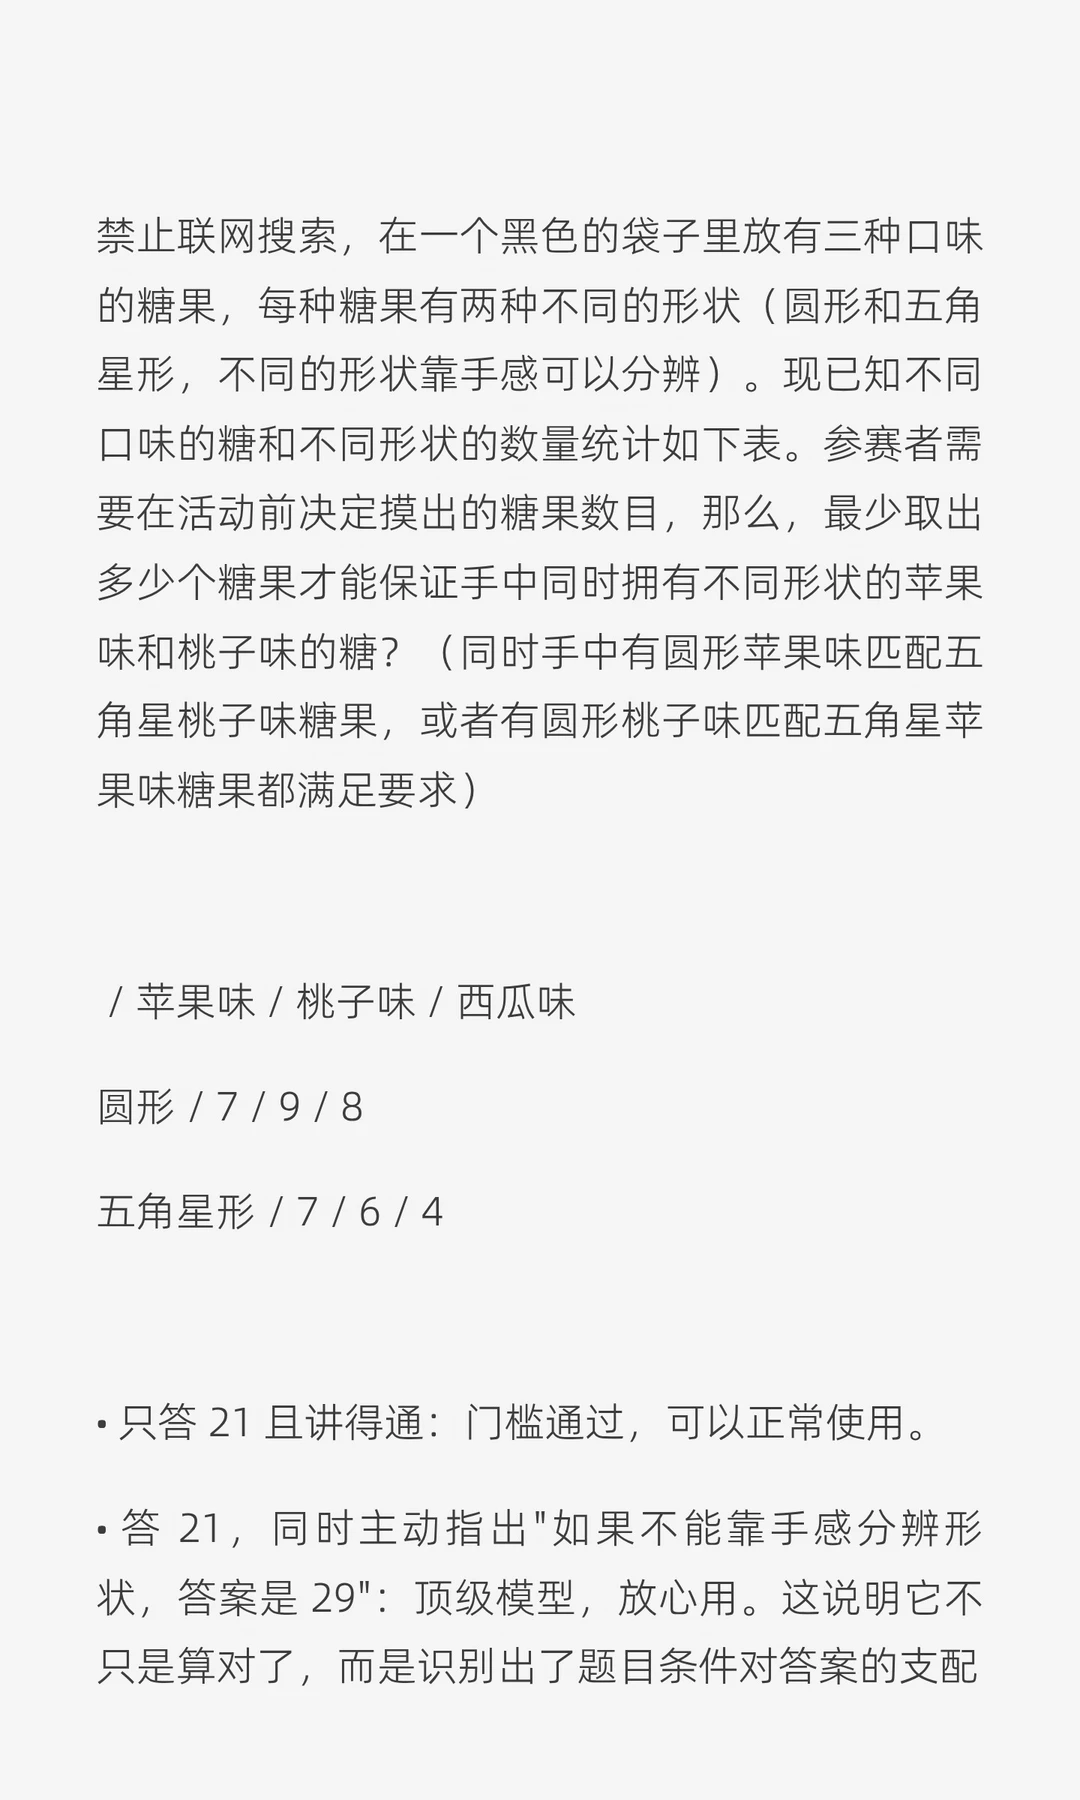 禁止联网搜索，在一个黑色的袋子里放有三种口味
的糖果，每种糖果有两种不同的形状（圆形和五角
星形，不同的形状靠手感可以分辨）。现已知不同
口味的糖和不同形状的数量统计如下表。参赛者需
要在活动前决定摸出的糖果数目，那么，最少取出
多少个糖果才能保证手中同时拥有不同形状的苹果
味和桃子味的糖？（同时手中有圆形苹果味匹配五
角星桃子味糖果，或者有圆形桃子味匹配五角星苹
果味糖果都满足要求）
/ 苹果味 / 桃子味 / 西瓜味
圆形 / 7 / 9 / 8
五角星形 / 7 / 6 / 4
• 只答 21 且讲得通：门槛通过，可以正常使用。
• 答 21，同时主动指出"如果不能靠手感分辨形
状，答案是 29"：顶级模型，放心用。这说明它不
只是算对了，而是识别出了题目条件对答案的支配